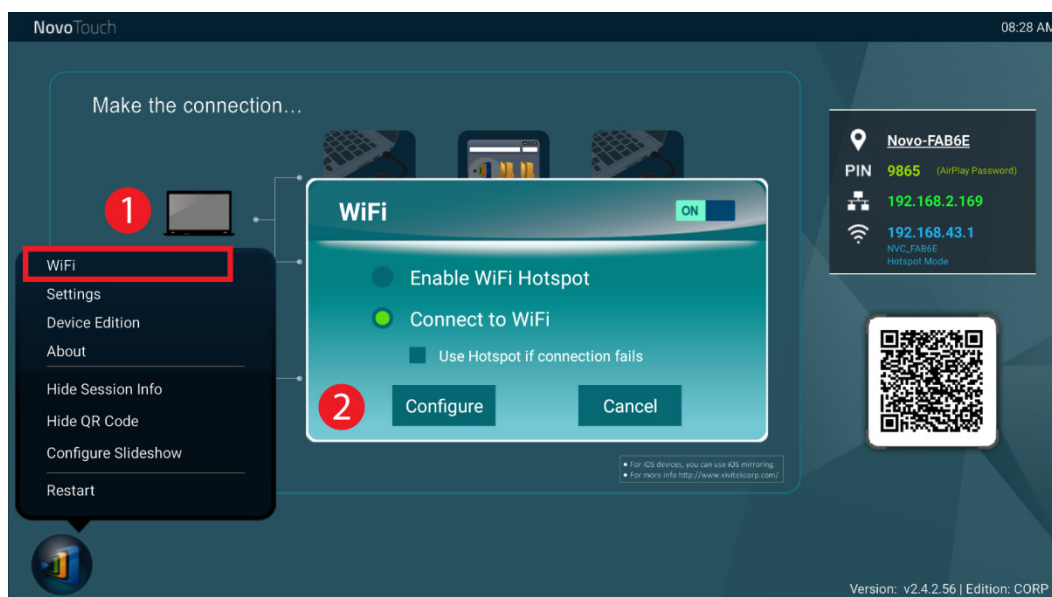 NovoTouch
08:28 AM
Make the connection...
1
WiFi
Settings
Device Edition
About
Hide Session Info
Hide QR Code
Configure Slideshow
Restart
WiFi
ON
Enable WiFi Hotspot
Connect to WiFi
Use Hotspot if connection fails
2
Configure
Cancel
• For iOS devices, you can use iOS mirroring.
• For more info http://www.vivitekcorp.com/
Novo-FAB6E
PIN 9865 (AirPlay Password)
192.168.2.169
192.168.43.1
NVC_FAB6E
Hotspot Mode
Version: v2.4.2.56 | Edition: CORP